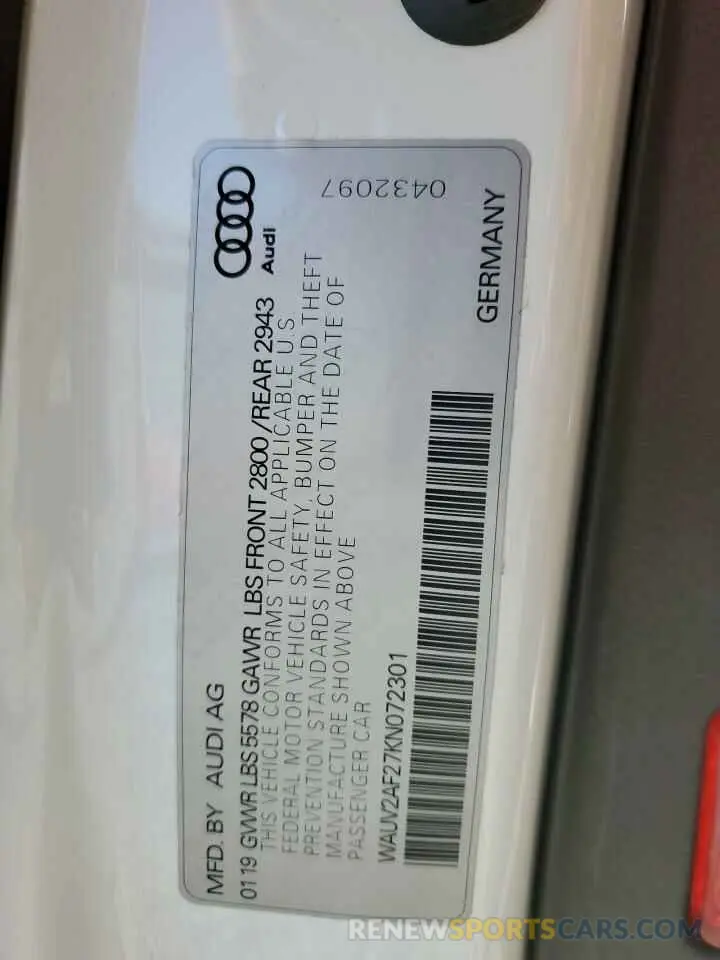 MFD. BY AUDI AG
Audi
0119 GVWR LBS 5578 GAWR LBS FRONT 2800 /REAR 2943
THIS VEHICLE CONFORMS TO ALL APPLICABLE U.S
FEDERAL MOTOR VEHICLE SAFETY, BUMPER AND THEFT
PREVENTION STANDARDS IN EFFECT ON THE DATE OF
MANUFACTURE SHOWN ABOVE
PASSENGER CAR
0432097
WAUV2AF27KN072301
GERMANY
RENEWSPORTSCARS.COM